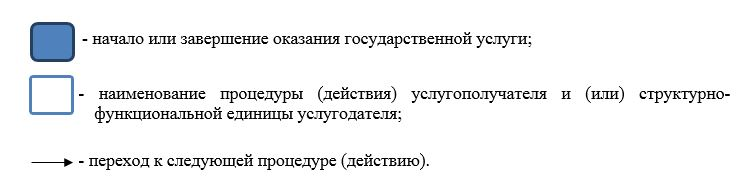 - начало или завершение оказания государственной услуги;
- наименование процедуры (действия) услугополучателя и (или) структурно-
функциональной единицы услугодателя;
- переход к следующей процедуре (действию).